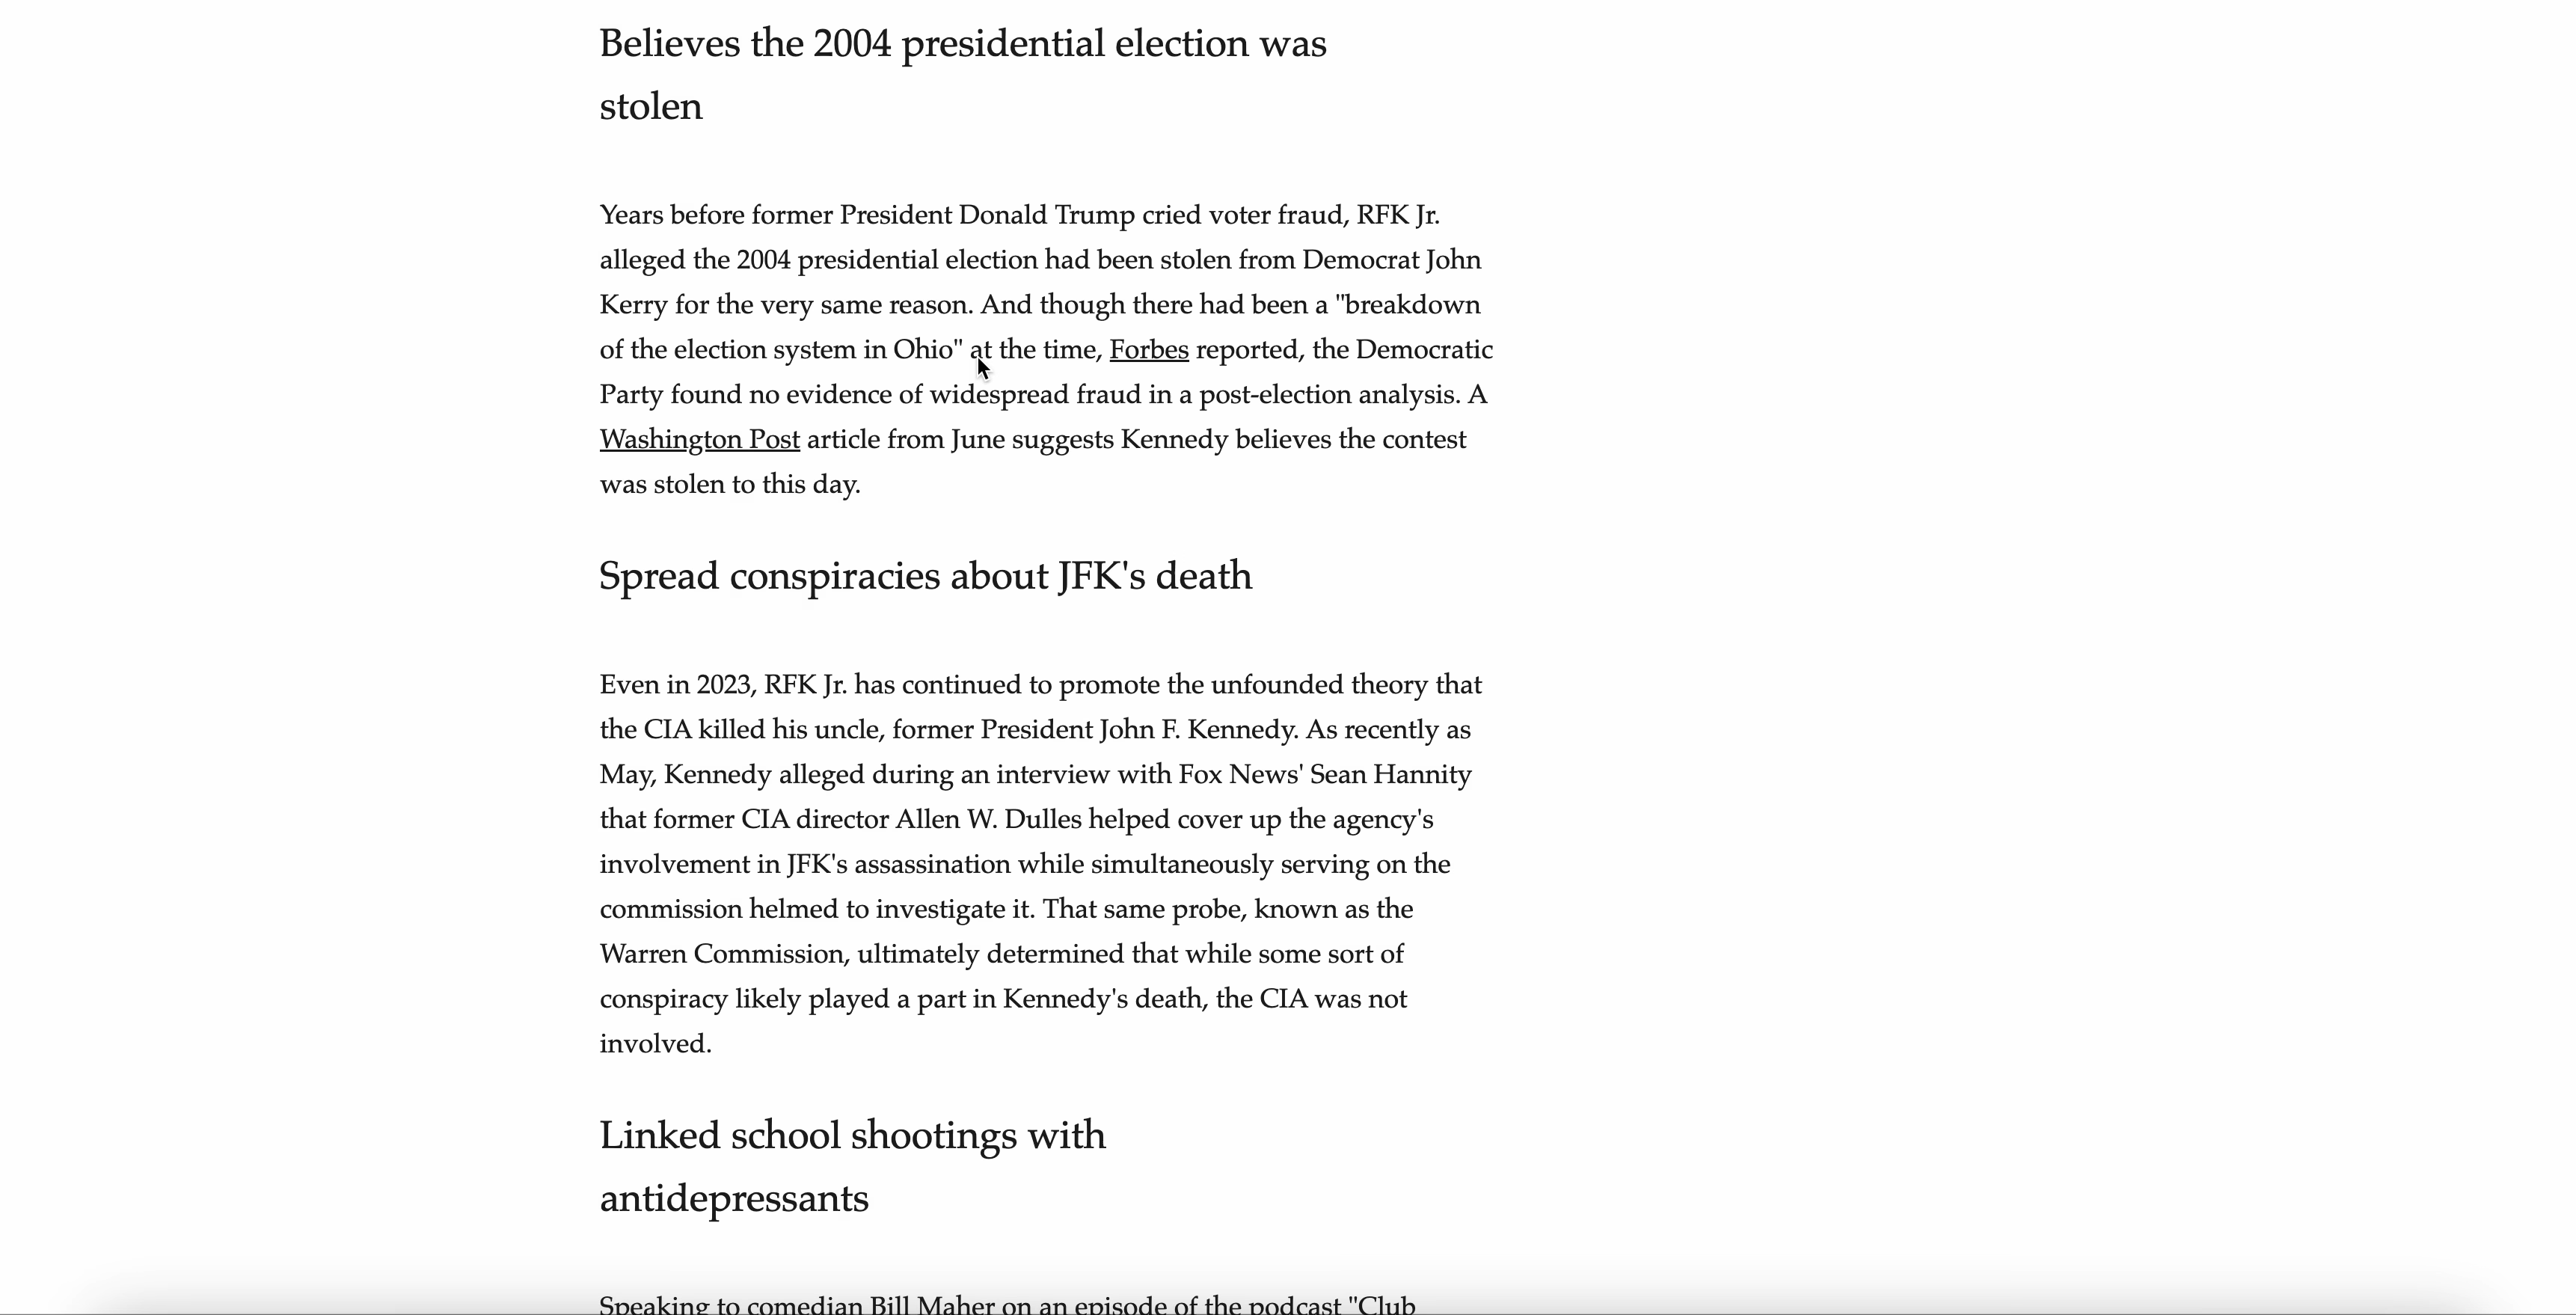 Believes the 2004 presidential election was
stolen
Years before former President Donald Trump cried voter fraud, RFK Jr.
alleged the 2004 presidential election had been stolen from Democrat John
Kerry for the very same reason. And though there had been a "breakdown
of the election system in Ohio" at the time, Forbes reported, the Democratic
Party found no evidence of widespread fraud in a post-election analysis. A
Washington Post article from June suggests Kennedy believes the contest
was stolen to this day.
Spread conspiracies about JFK's death
Even in 2023, RFK Jr. has continued to promote the unfounded theory that
the CIA killed his uncle, former President John F. Kennedy. As recently as
May, Kennedy alleged during an interview with Fox News' Sean Hannity
that former CIA director Allen W. Dulles helped cover up the agency's
involvement in JFK's assassination while simultaneously serving on the
commission helmed to investigate it. That same probe, known as the
Warren Commission, ultimately determined that while some sort of
conspiracy likely played a part in Kennedy's death, the CIA was not
involved.
Linked school shootings with
antidepressants
Speaking to comedian Bill Maher on an episode of the podcast "Club